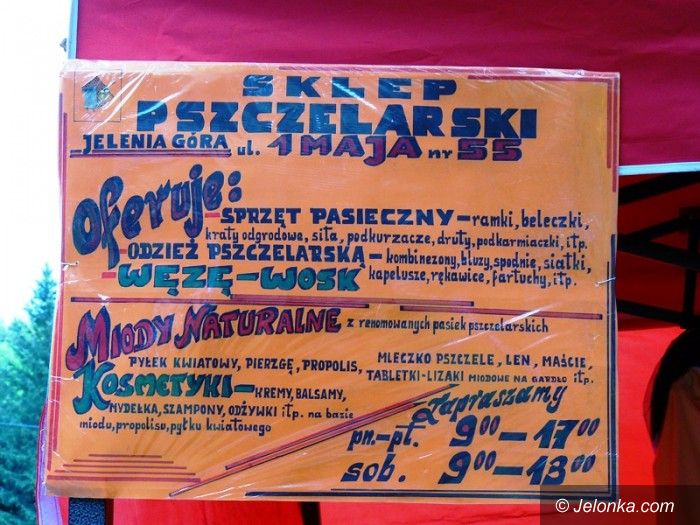 SKLEP
PSZCZELARSKI
JELENIA GÓRA ul. 1 MAJA nr 55
Oferuje:
- SPRZĘT PASIECZNY - ramki, beleczki,
kraty odgrodowe, sita, podkurzacze, druty, podkarmiaczki, itp.
- ODZIEŻ PSZCZELARSKA - kombinezony, bluzy, spodnie, siatki,
kapelusze, rękawice, fartuchy, itp.
- WĘZĘ - WOSK
MIODY NATURALNE z renomowanych pasiek pszczelarskich
PYŁEK KWIATOWY, PIERZGĘ, PROPOLIS, MLECZKO PSZCZELE, LEN, MAŚCIE,
TABLETKI-LIZAKI MIODOWE NA GARDŁO itp.
KOSMETYKI - KREMY, BALSAMY,
MYDEŁKA, SZAMPONY, ODŻYWKI itp. na bazie
miodu, propolisu, pyłku kwiatowego
Zapraszamy
pn.-pt. 9⁰⁰ - 17⁰⁰
sob. 9⁰⁰ - 13⁰⁰
© Jelonka.com